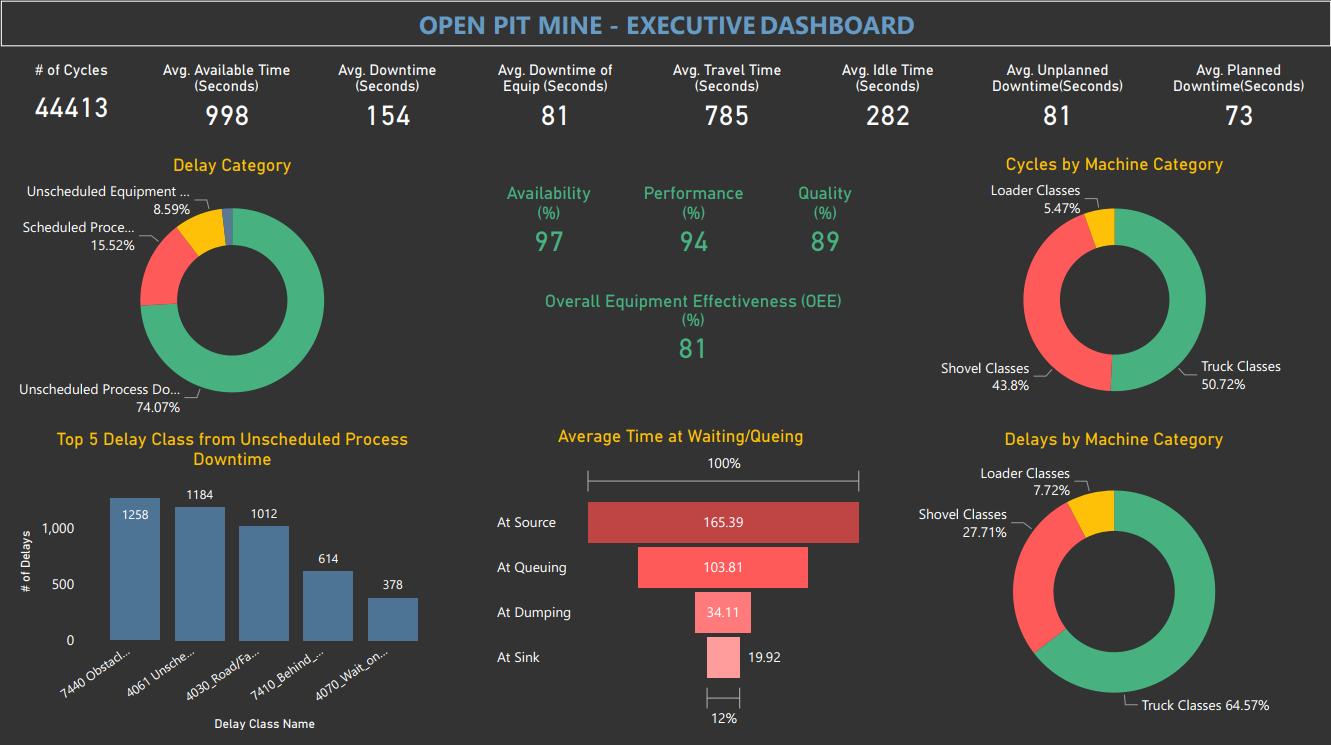 OPEN PIT MINE - EXECUTIVE DASHBOARD
# of Cycles
44413
Avg. Available Time
(Seconds)
998
Avg. Downtime
(Seconds)
154
Avg. Downtime of
Equip (Seconds)
81
Avg. Travel Time
(Seconds)
785
Avg. Idle Time
(Seconds)
282
Avg. Unplanned
Downtime(Seconds)
81
Avg. Planned
Downtime(Seconds)
73
Delay Category
Unscheduled Equipment ...
8.59%
Scheduled Proce...
15.52%
Unscheduled Process Do...
74.07%
Availability
(%)
97
Performance
(%)
94
Quality
(%)
89
Overall Equipment Effectiveness (OEE)
(%)
81
Cycles by Machine Category
Loader Classes
5.47%
Shovel Classes
43.8%
Truck Classes
50.72%
Top 5 Delay Class from Unscheduled Process
Downtime
# of Delays
1,000
500
0
1258
1184
1012
614
378
7440 Obstacl...
4061 Unsche...
4030_Road/Fa...
7410_Behind_...
4070_Wait_on...
Delay Class Name
Average Time at Waiting/Queing
100%
At Source
165.39
At Queuing
103.81
At Dumping
34.11
At Sink
19.92
12%
Delays by Machine Category
Loader Classes
7.72%
Shovel Classes
27.71%
Truck Classes 64.57%